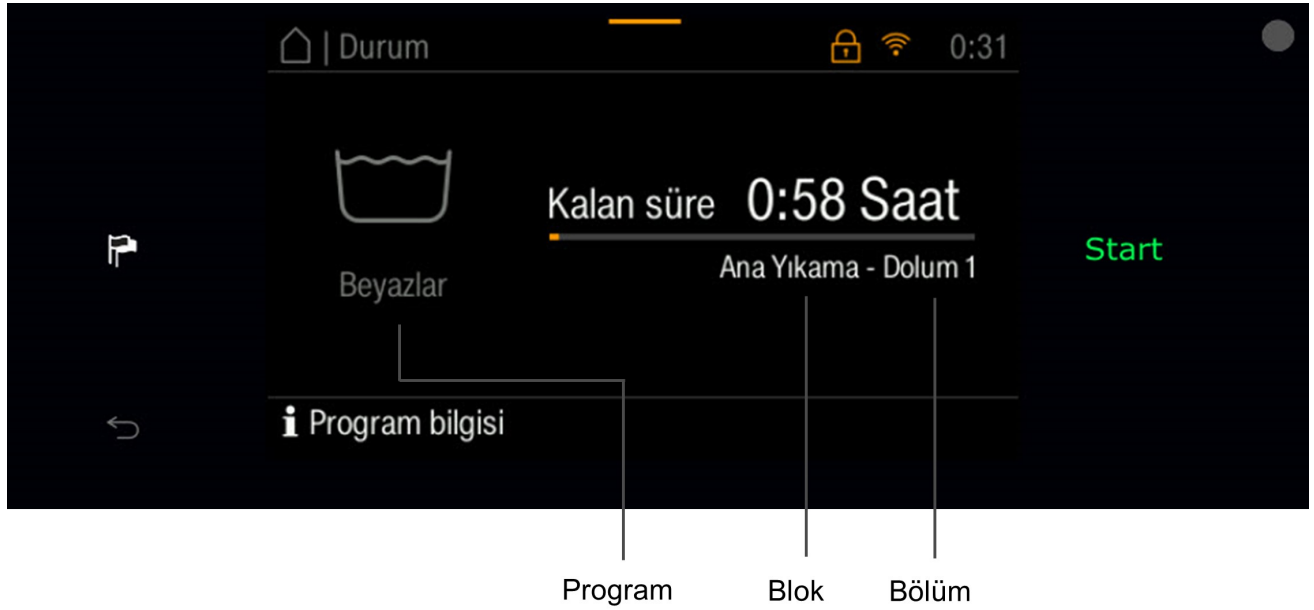 | Durum 0:31
Kalan süre 0:58 Saat
Start
Ana Yıkama - Dolum 1
Beyazlar
i Program bilgisi
Program Blok Bölüm